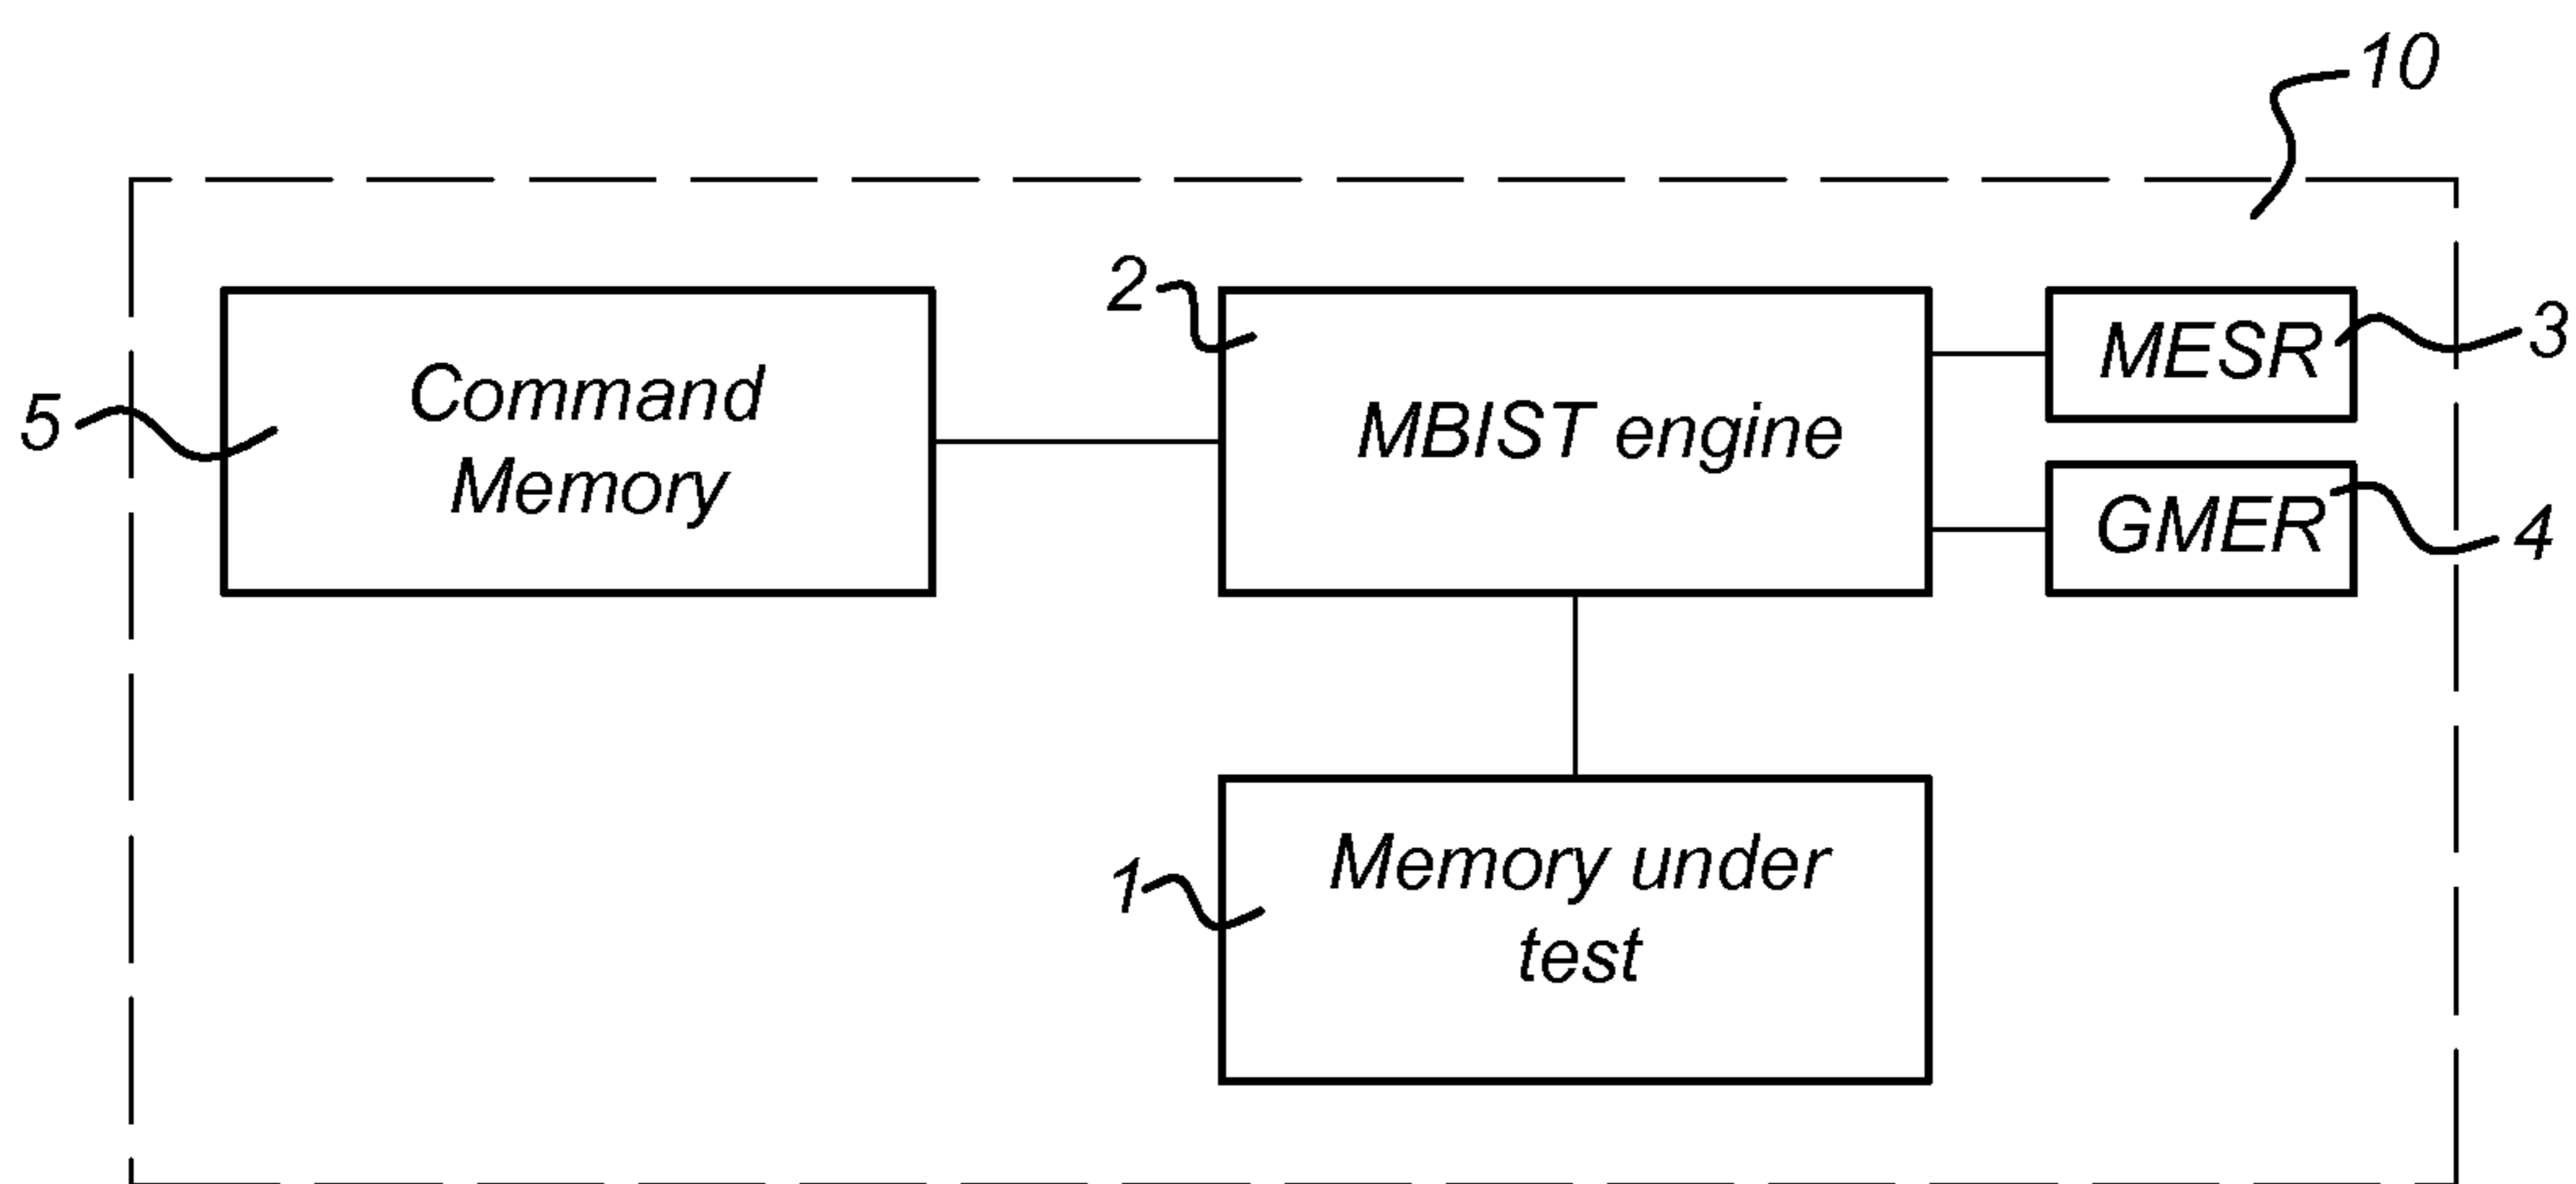 10
2
MESR
3
Command
Memory
5
MBIST engine
GMER
4
1
Memory under
test